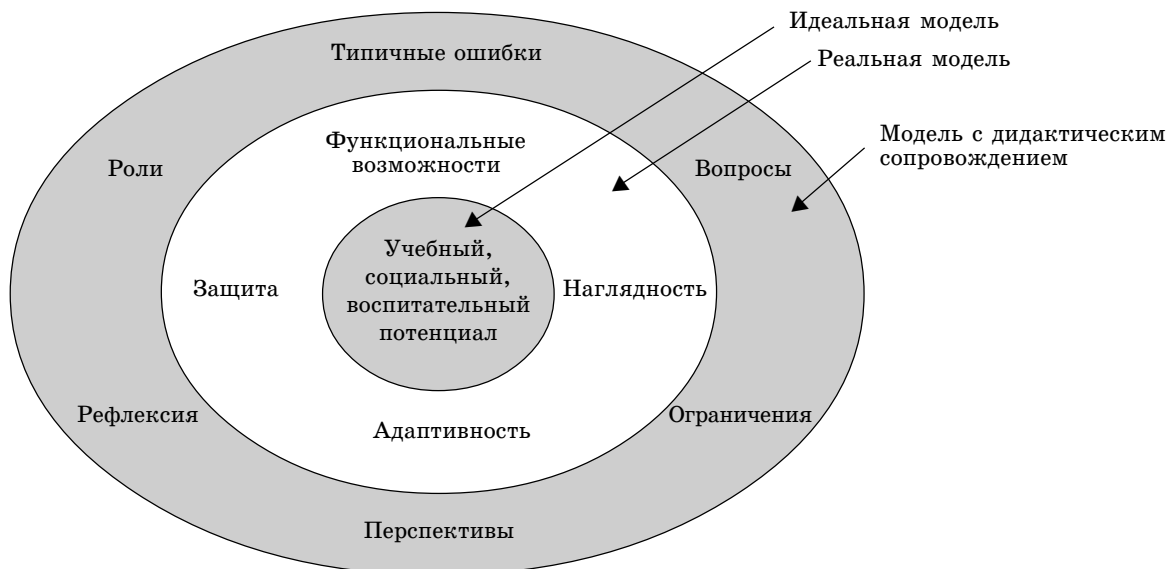 Идеальная модель
Типичные ошибки
Реальная модель
Функциональные
возможности
Модель с дидактическим
сопровождением
Роли
Вопросы
Учебный,
социальный,
воспитательный
потенциал
Защита
Наглядность
Рефлексия
Адаптивность
Ограничения
Перспективы